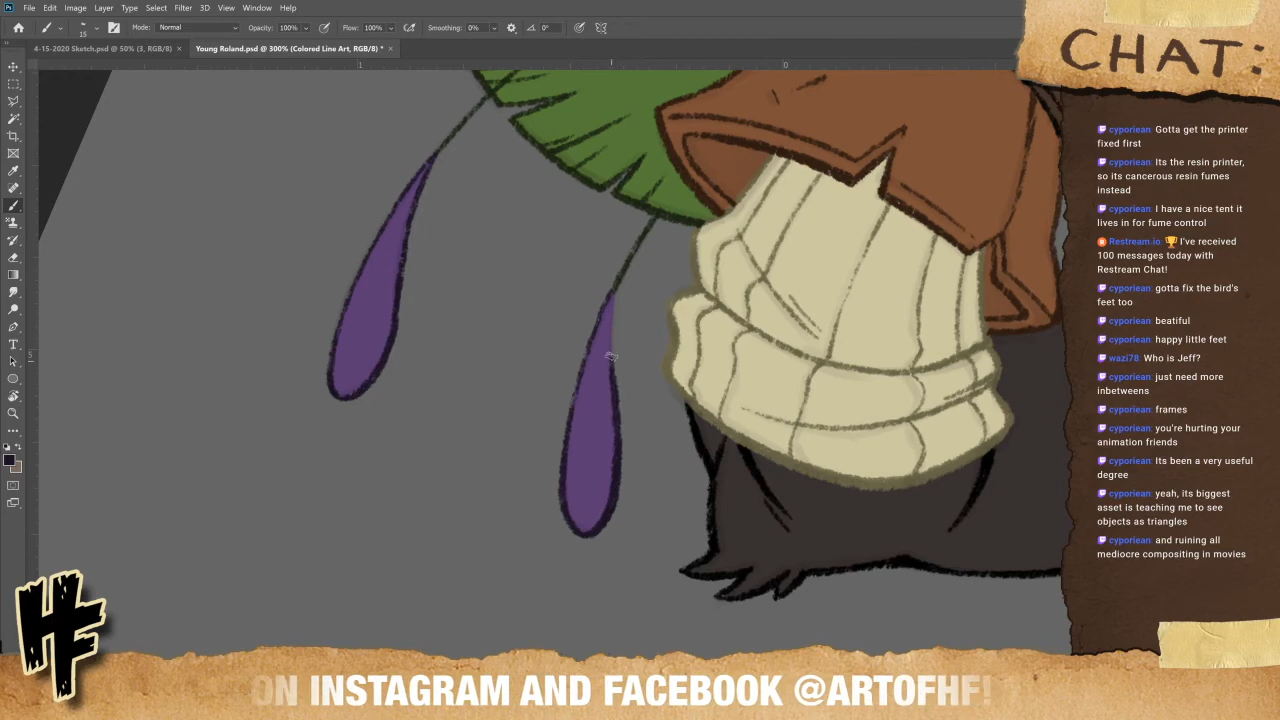 File Edit Image Layer Type Select Filter 3D View Window Help
15 Mode: Normal Opacity: 100% Flow: 100% Smoothing: 0% 0°
4-15-2020 Sketch.psd @ 50% (3, RGB/8) × Young Roland.psd @ 300% (Colored Line Art, RGB/8) * ×
1 0
5
CHAT:
cyporiean: Gotta get the printer
fixed first
cyporiean: Its the resin printer,
so its cancerous resin fumes
instead
cyporiean: I have a nice tent it
lives in for fume control
Restream.io: 🏆 I've received
100 messages today with
Restream Chat!
cyporiean: gotta fix the bird's
feet too
cyporiean: beatiful
cyporiean: happy little feet
wazi78: Who is Jeff?
cyporiean: just need more
inbetweens
cyporiean: frames
cyporiean: you're hurting your
animation friends
cyporiean: Its been a very useful
degree
cyporiean: yeah, its biggest
asset is teaching me to see
objects as triangles
cyporiean: and ruining all
mediocre compositing in movies
HF
ON INSTAGRAM AND FACEBOOK @ARTOFHF!